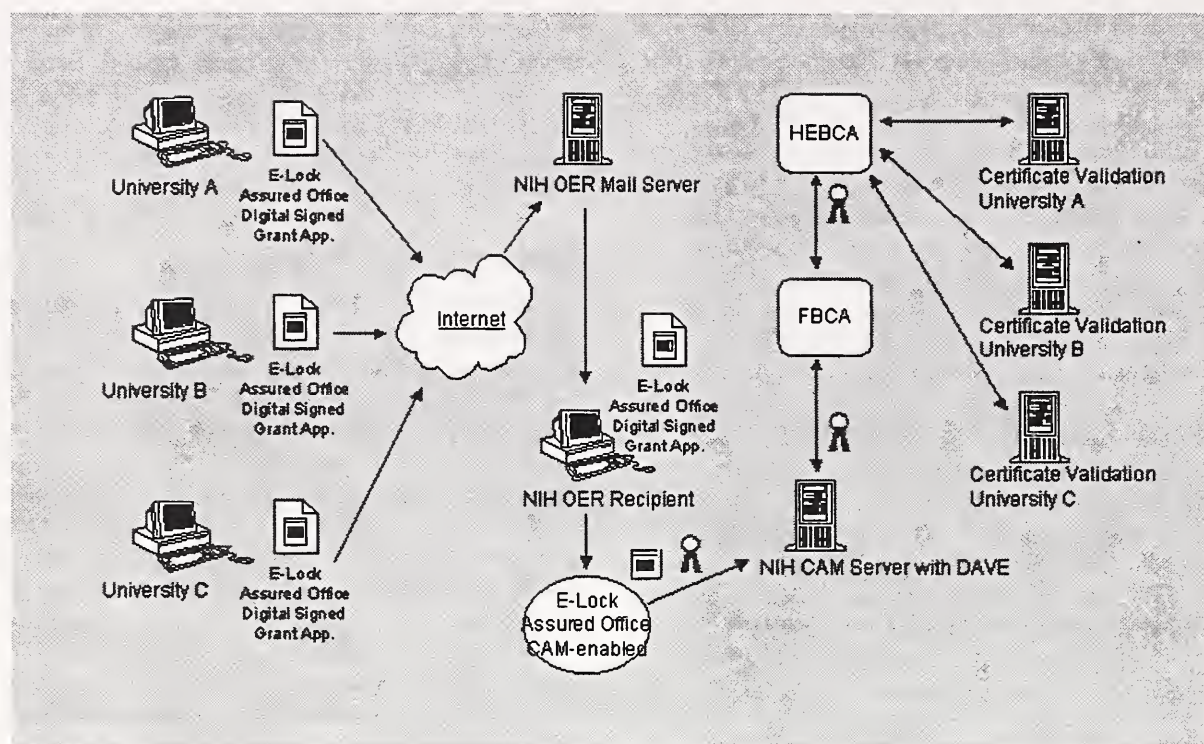 University A
E-Lock
Assured Office
Digital Signed
Grant App.
University B
E-Lock
Assured Office
Digital Signed
Grant App.
University C
E-Lock
Assured Office
Digital Signed
Grant App.
Internet
NIH OER Mail Server
E-Lock
Assured Office
Digital Signed
Grant App.
NIH OER Recipient
E-Lock
Assured Office
CAM-enabled
NIH CAM Server with DAVE
HEBCA
FBCA
Certificate Validation
University A
Certificate Validation
University B
Certificate Validation
University C